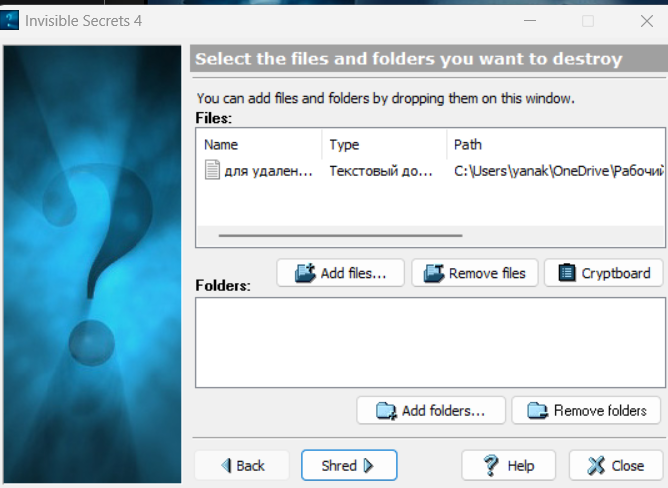 Invisible Secrets 4
Select the files and folders you want to destroy
You can add files and folders by dropping them on this window.
Files:
Name Type Path
для удален... Текстовый до... C:\Users\yanak\OneDrive\Рабочий
Add files... Remove files Cryptboard
Folders:
Add folders... Remove folders
Back Shred Help Close